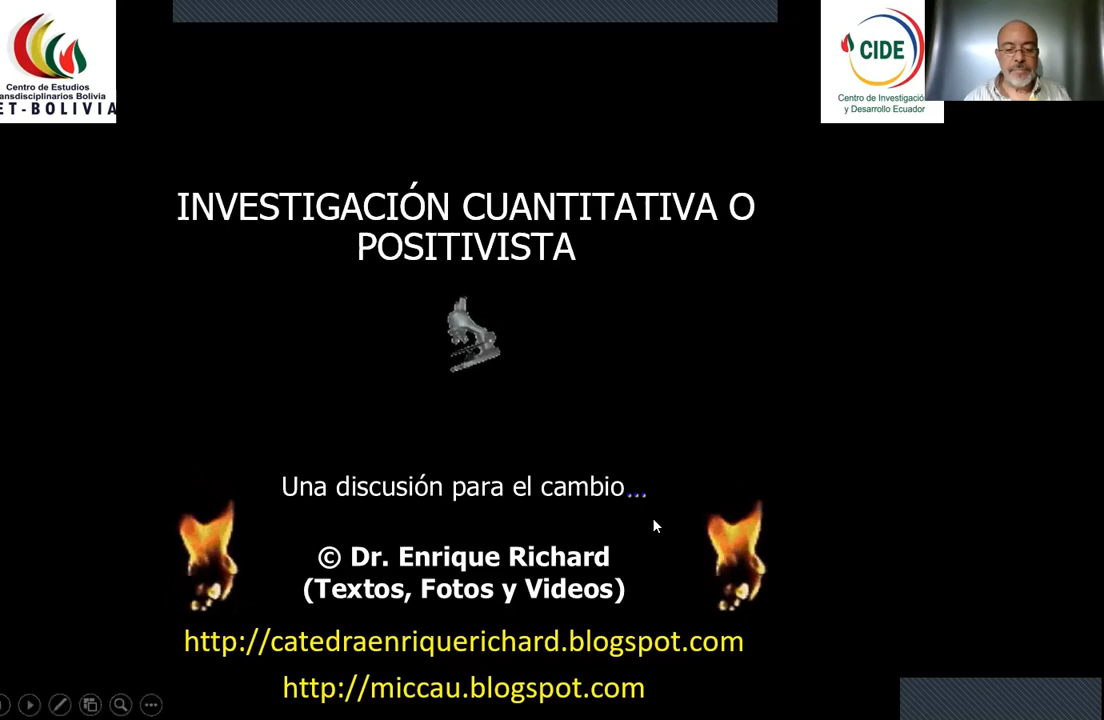 Centro de Estudios
ansdisciplinarios Bolivia
ET-BOLIVIA
CIDE
Centro de Investigació
y Desarrollo Ecuador
INVESTIGACIÓN CUANTITATIVA O
POSITIVISTA
Una discusión para el cambio...
© Dr. Enrique Richard
(Textos, Fotos y Videos)
http://catedraenriquerichard.blogspot.com
http://miccau.blogspot.com